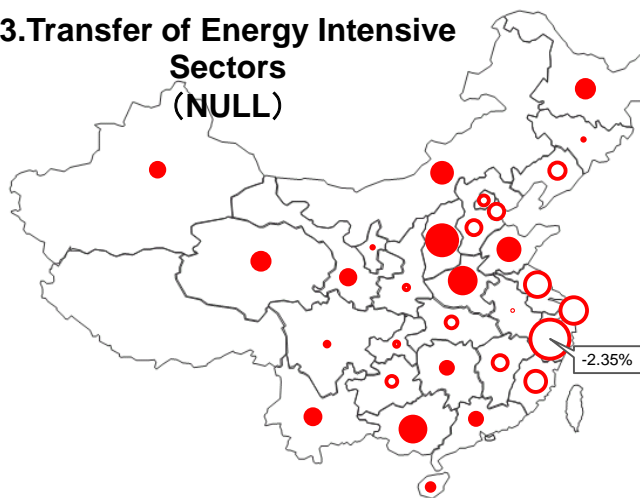 3.Transfer of Energy Intensive
Sectors
（NULL）
-2.35%